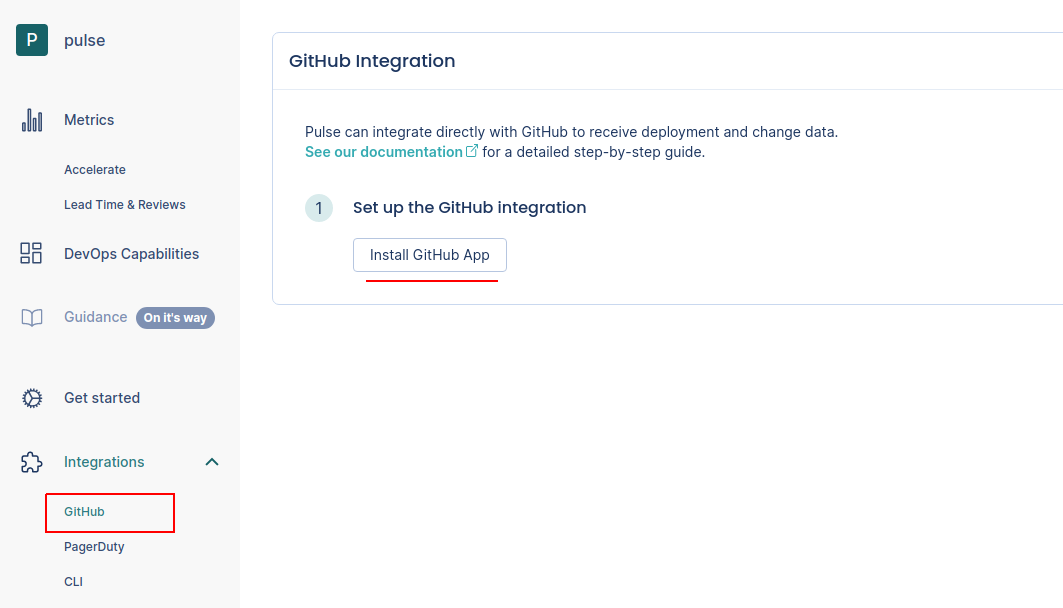 P pulse
Metrics
Accelerate
Lead Time & Reviews
DevOps Capabilities
Guidance On it's way
Get started
Integrations
GitHub
PagerDuty
CLI
GitHub Integration
Pulse can integrate directly with GitHub to receive deployment and change data.
See our documentation for a detailed step-by-step guide.
1 Set up the GitHub integration
Install GitHub App